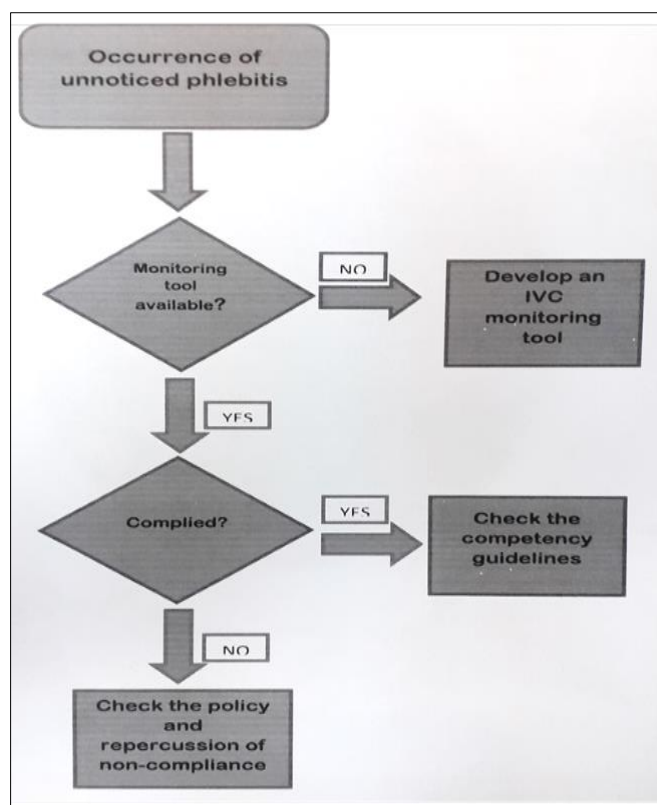 Occurrence of
unnoticed phlebitis
Monitoring
tool
available?
NO
Develop an
IVC
monitoring
tool
YES
Complied?
YES
Check the
competency
guidelines
NO
Check the policy
and
repercussion of
non-compliance